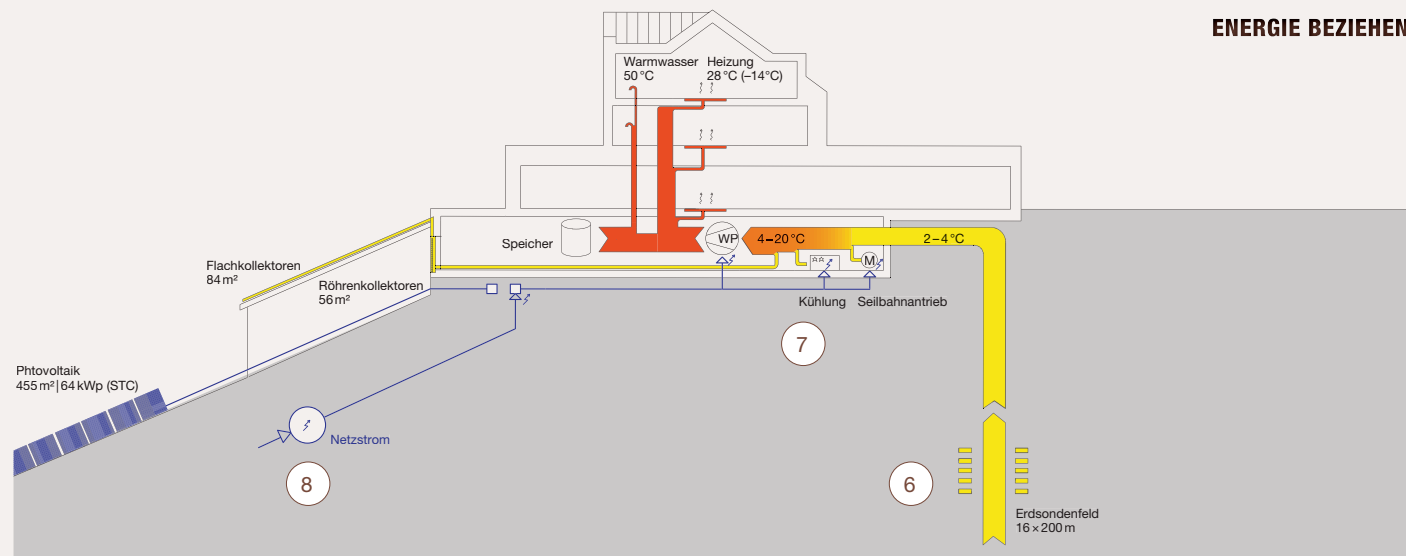 ENERGIE BEZIEHEN
Warmwasser
50 °C
Heizung
28 °C (–14°C)
Speicher
WP
4–20 °C
2–4 °C
M
Flachkollektoren
84 m²
Röhrenkollektoren
56 m²
Kühlung
Seilbahnantrieb
7
Phtovoltaik
455 m² | 64 kWp (STC)
Netzstrom
8
6
Erdsondenfeld
16 × 200 m